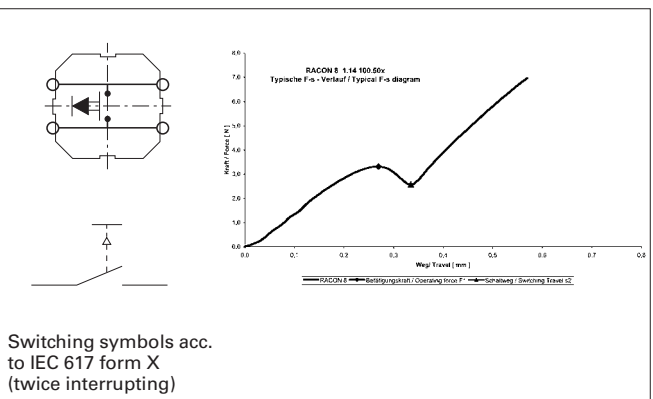 RACON 8 1.14 100.50x
Typische F-s - Verlauf / Typical F-s diagram
Kraft / Force [ N ]
8,0
7,0
6,0
5,0
4,0
3,0
2,0
1,0
0,0
0,0 0,1 0,2 0,3 0,4 0,5 0,6 0,7 0,8
Weg/ Travel [ mm ]
RACON 8 Betätigungskraft / Operating force F1 Schaltweg / Switching Travel s2
Switching symbols acc.
to IEC 617 form X
(twice interrupting)